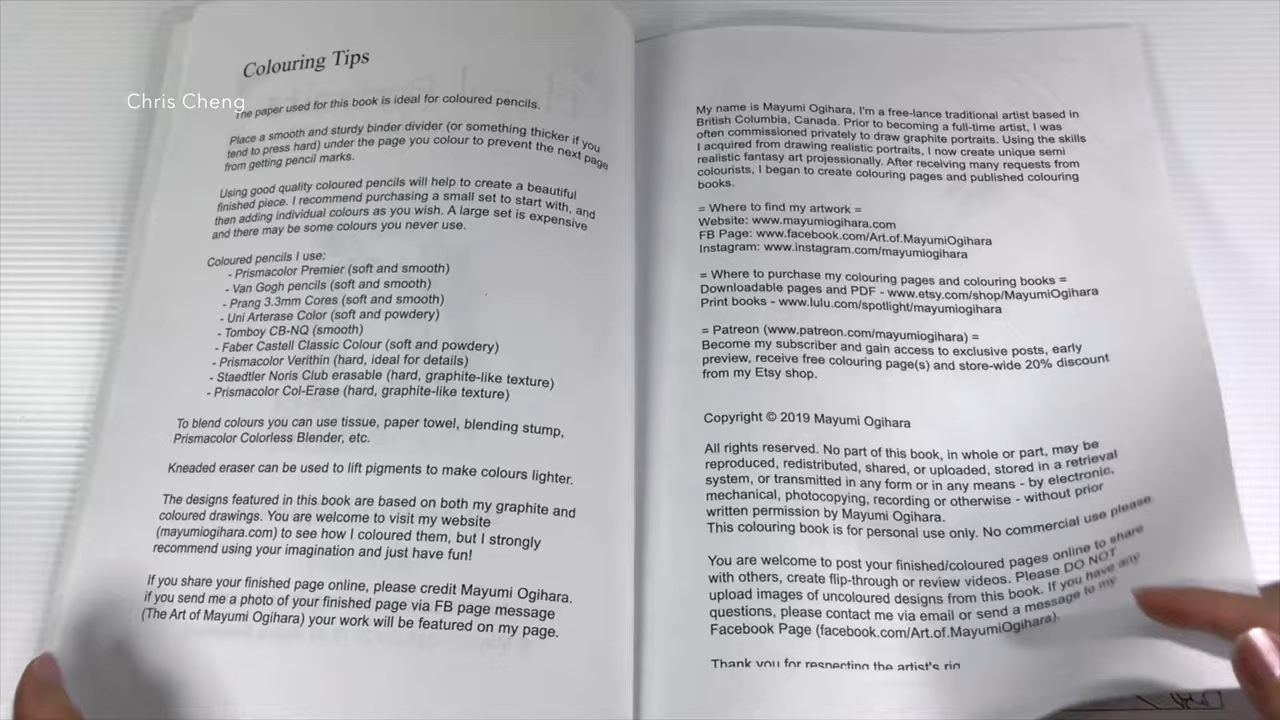 Colouring Tips
Chris Cheng
The paper used for this book is ideal for coloured pencils.
Place a smooth and sturdy binder divider (or something thicker if you
tend to press hard) under the page you colour to prevent the next page
from getting pencil marks.
Using good quality coloured pencils will help to create a beautiful
finished piece. I recommend purchasing a small set to start with, and
then adding individual colours as you wish. A large set is expensive
and there may be some colours you never use.
Coloured pencils I use:
- Prismacolor Premier (soft and smooth)
- Van Gogh pencils (soft and smooth)
- Prang 3.3mm Cores (soft and smooth)
- Uni Arterase Color (soft and powdery)
- Tomboy CB-NQ (smooth)
- Faber Castell Classic Colour (soft and powdery)
- Prismacolor Verithin (hard, ideal for details)
- Staedtler Noris Club erasable (hard, graphite-like texture)
- Prismacolor Col-Erase (hard, graphite-like texture)
To blend colours you can use tissue, paper towel, blending stump,
Prismacolor Colorless Blender, etc.
Kneaded eraser can be used to lift pigments to make colours lighter.
The designs featured in this book are based on both my graphite and
coloured drawings. You are welcome to visit my website
(mayumiogihara.com) to see how I coloured them, but I strongly
recommend using your imagination and just have fun!
If you share your finished page online, please credit Mayumi Ogihara.
if you send me a photo of your finished page via FB page message
(The Art of Mayumi Ogihara) your work will be featured on my page.
My name is Mayumi Ogihara, I'm a free-lance traditional artist based in
British Columbia, Canada. Prior to becoming a full-time artist, I was
often commissioned privately to draw graphite portraits. Using the skills
I acquired from drawing realistic portraits, I now create unique semi
realistic fantasy art projessionally. After receiving many requests from
colourists, I began to create colouring pages and published colouring
books.
= Where to find my artwork =
Website: www.mayumiogihara.com
FB Page: www.facebook.com/Art.of.MayumiOgihara
Instagram: www.instagram.com/mayumiogihara
= Where to purchase my colouring pages and colouring books =
Downloadable pages and PDF - www.etsy.com/shop/MayumiOgihara
Print books - www.lulu.com/spotlight/mayumiogihara
= Patreon (www.patreon.com/mayumiogihara) =
Become my subscriber and gain access to exclusive posts, early
preview, receive free colouring page(s) and store-wide 20% discount
from my Etsy shop.
Copyright © 2019 Mayumi Ogihara
All rights reserved. No part of this book, in whole or part, may be
reproduced, redistributed, shared, or uploaded, stored in a retrieval
system, or transmitted in any form or in any means - by electronic,
mechanical, photocopying, recording or otherwise - without prior
written permission by Mayumi Ogihara.
This colouring book is for personal use only. No commercial use please.
You are welcome to post your finished/coloured pages online to share
with others, create flip-through or review videos. Please DO NOT
upload images of uncoloured designs from this book. If you have any
questions, please contact me via email or send a message to my
Facebook Page (facebook.com/Art.of.MayumiOgihara).
Thank you for respecting the artist's